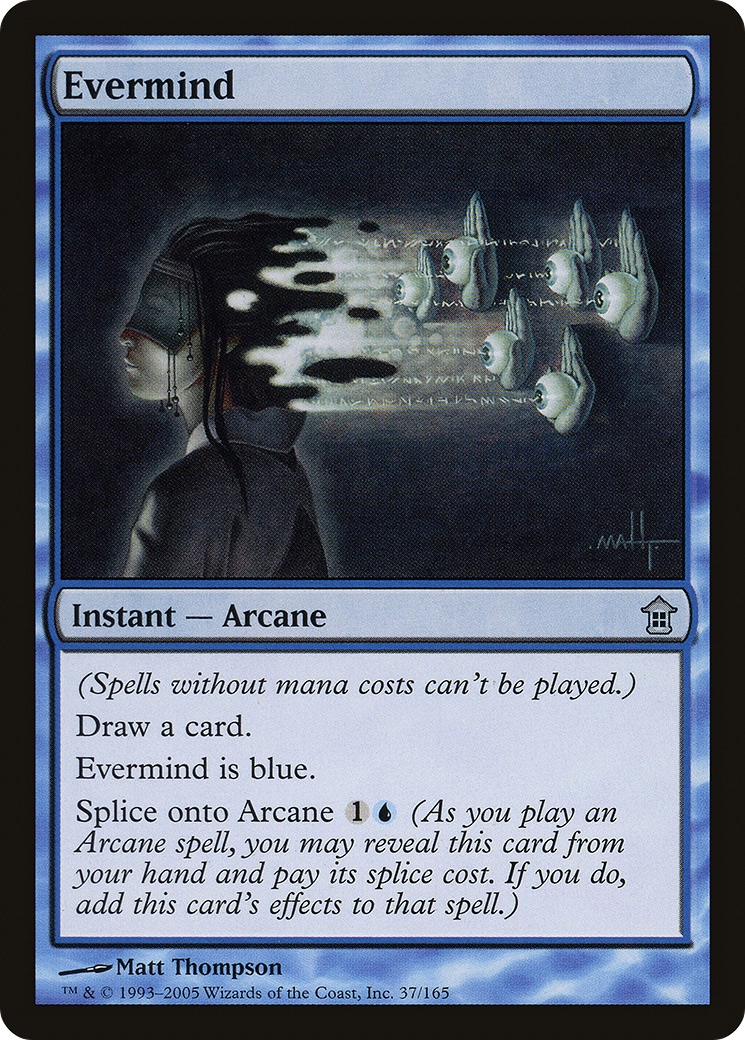 Evermind
Matt.
Instant — Arcane
(Spells without mana costs can't be played.)
Draw a card.
Evermind is blue.
Splice onto Arcane 1 (As you play an
Arcane spell, you may reveal this card from
your hand and pay its splice cost. If you do,
add this card's effects to that spell.)
Matt Thompson
™ & © 1993–2005 Wizards of the Coast, Inc. 37/165